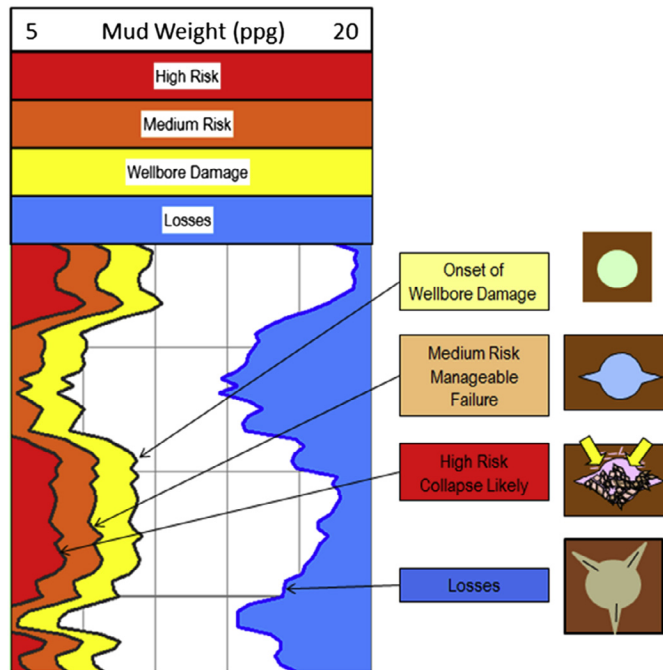 5 Mud Weight (ppg) 20
High Risk
Medium Risk
Wellbore Damage
Losses
Onset of
Wellbore Damage
Medium Risk
Manageable
Failure
High Risk
Collapse Likely
Losses